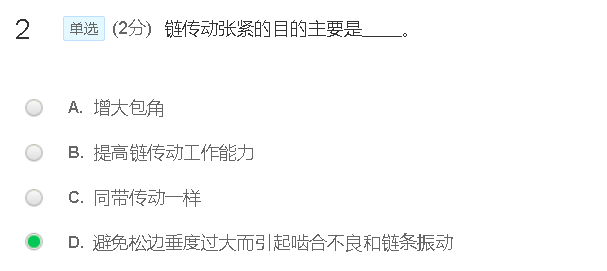 2 单选 (2分) 链传动张紧的目的主要是____。
A. 增大包角
B. 提高链传动工作能力
C. 同带传动一样
D. 避免松边垂度过大而引起啮合不良和链条振动